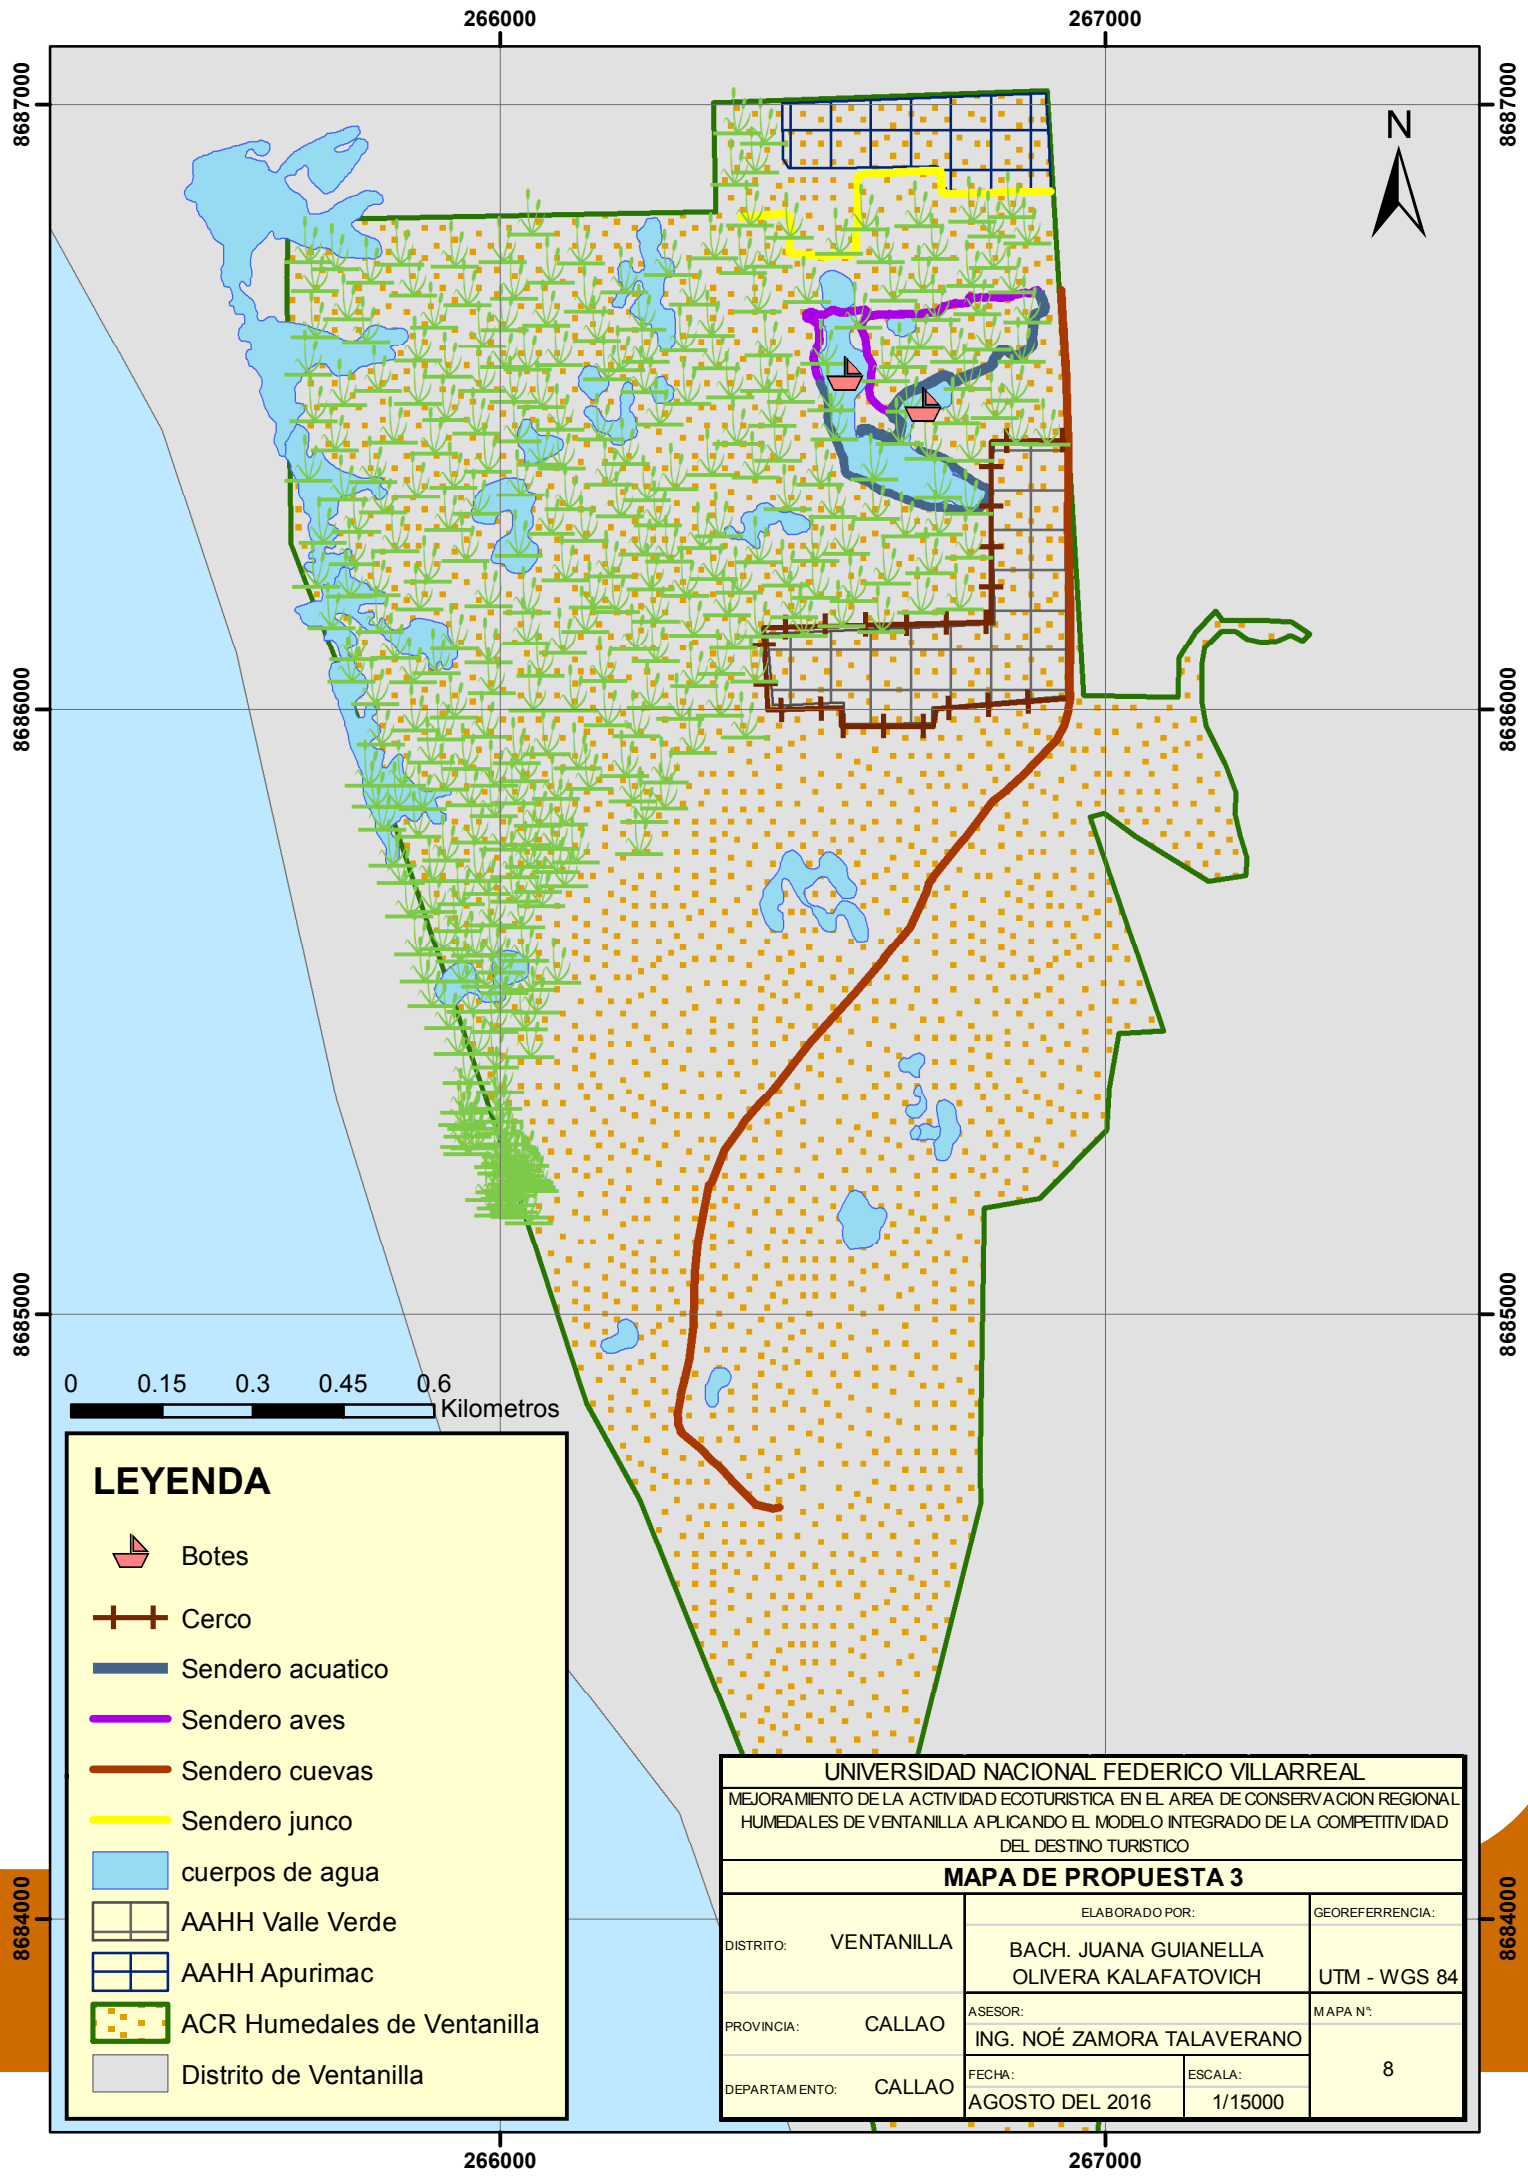 266000
267000
8687000
8687000
N
8686000
8686000
8685000
8685000
0 0.15 0.3 0.45 0.6
Kilometros
LEYENDA
Botes
Cerco
Sendero acuatico
Sendero aves
Sendero cuevas
Sendero junco
cuerpos de agua
AAHH Valle Verde
AAHH Apurimac
ACR Humedales de Ventanilla
Distrito de Ventanilla
UNIVERSIDAD NACIONAL FEDERICO VILLARREAL
MEJORAMIENTO DE LA ACTIVIDAD ECOTURISTICA EN EL AREA DE CONSERVACION REGIONAL
HUMEDALES DE VENTANILLA APLICANDO EL MODELO INTEGRADO DE LA COMPETITIVIDAD
DEL DESTINO TURISTICO
MAPA DE PROPUESTA 3
DISTRITO: VENTANILLA
ELABORADO POR:
BACH. JUANA GUIANELLA
OLIVERA KALAFATOVICH
GEOREFERRENCIA:
UTM - WGS 84
PROVINCIA: CALLAO
ASESOR:
ING. NOÉ ZAMORA TALAVERANO
MAPA N°:
8
DEPARTAMENTO: CALLAO
FECHA:
AGOSTO DEL 2016
ESCALA:
1/15000
8684000
8684000
266000
267000